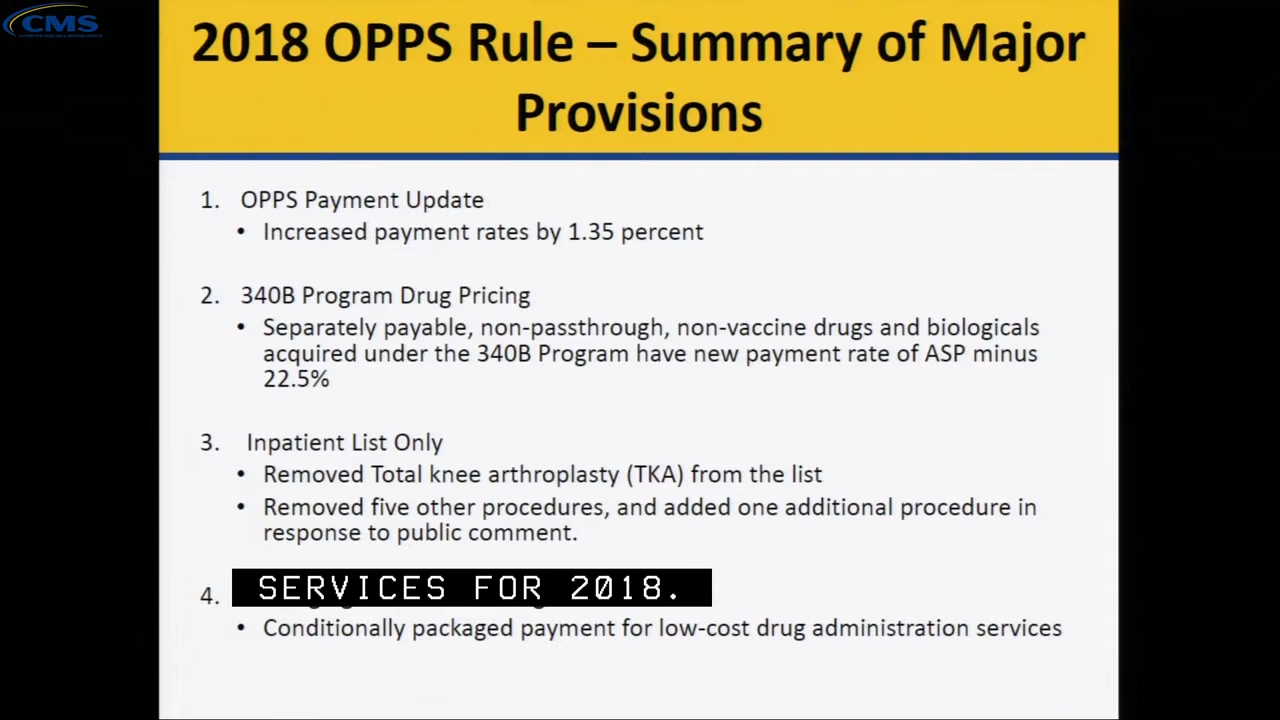 CMS
2018 OPPS Rule – Summary of Major
Provisions
1. OPPS Payment Update
• Increased payment rates by 1.35 percent
2. 340B Program Drug Pricing
• Separately payable, non-passthrough, non-vaccine drugs and biologicals
acquired under the 340B Program have new payment rate of ASP minus
22.5%
3. Inpatient List Only
• Removed Total knee arthroplasty (TKA) from the list
• Removed five other procedures, and added one additional procedure in
response to public comment.
4.
SERVICES FOR 2018.
• Conditionally packaged payment for low-cost drug administration services